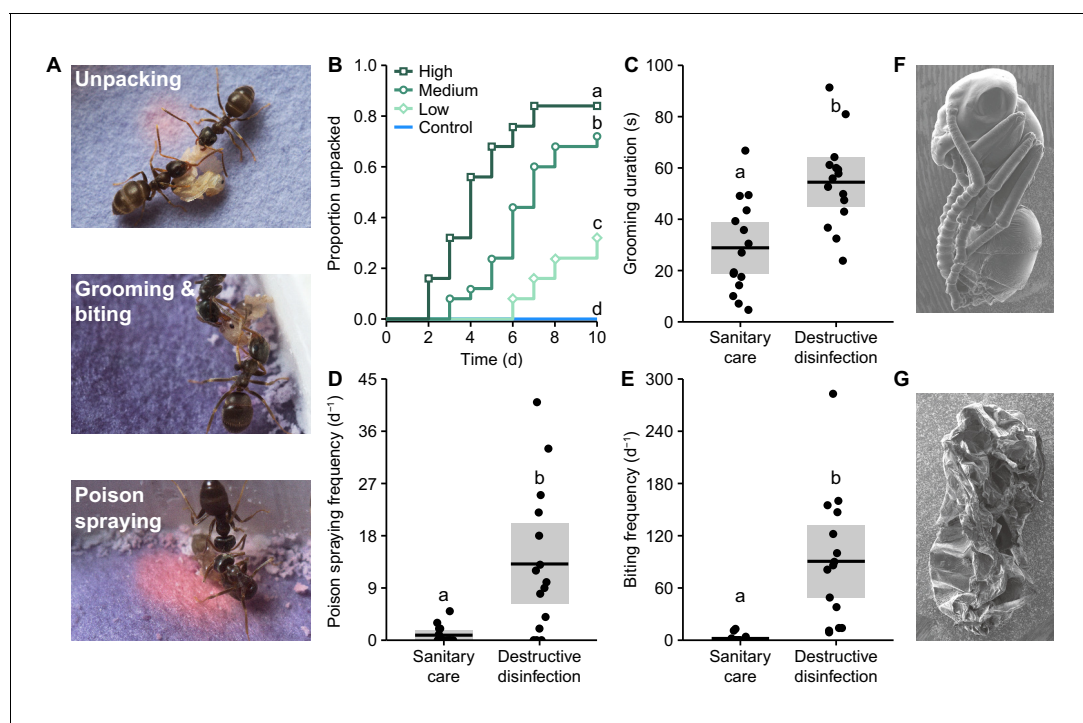 A
Unpacking
Grooming &
biting
Poison
spraying
B
High
Medium
Low
Control
a
b
c
d
Proportion unpacked
1.0
0.8
0.6
0.4
0.2
0.0
0 2 4 6 8 10
Time (d)
C
Grooming duration (s)
100
80
60
40
20
0
a
b
Sanitary
care
Destructive
disinfection
D
Poison spraying frequency (d⁻¹)
45
36
27
18
9
0
a
b
Sanitary
care
Destructive
disinfection
E
Biting frequency (d⁻¹)
300
240
180
120
60
0
a
b
Sanitary
care
Destructive
disinfection
F
G